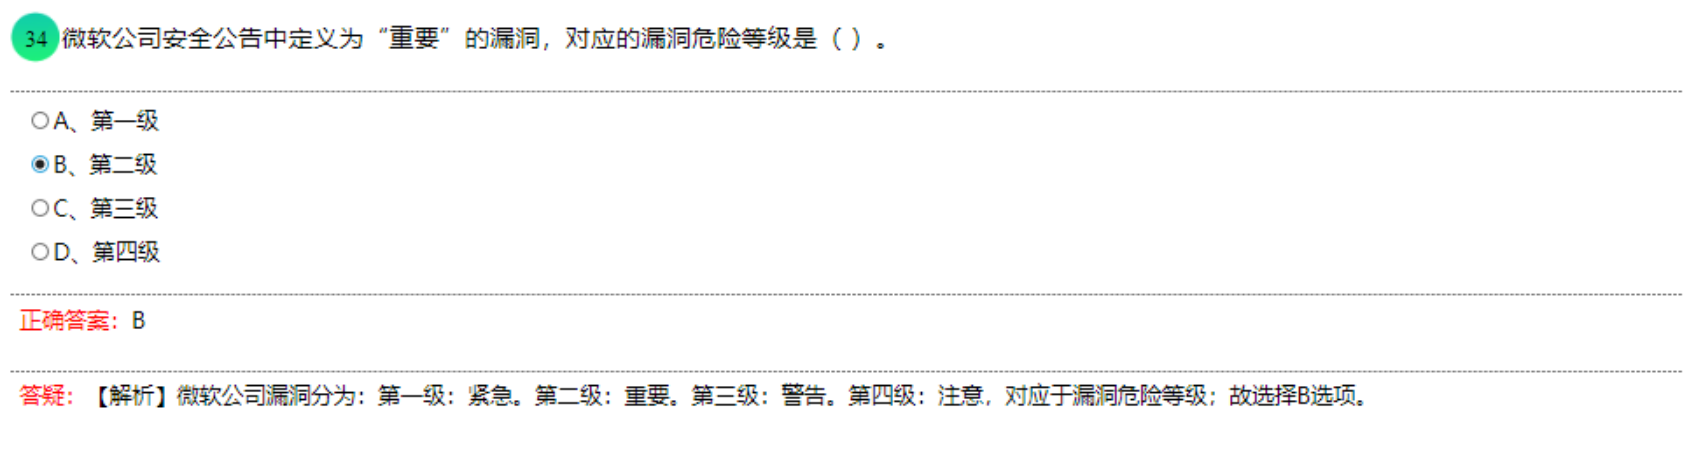 34 微软公司安全公告中定义为“重要”的漏洞，对应的漏洞危险等级是（ ）。
A、第一级
B、第二级
C、第三级
D、第四级
正确答案：B
答疑：【解析】微软公司漏洞分为：第一级：紧急。第二级：重要。第三级：警告。第四级：注意，对应于漏洞危险等级；故选择B选项。